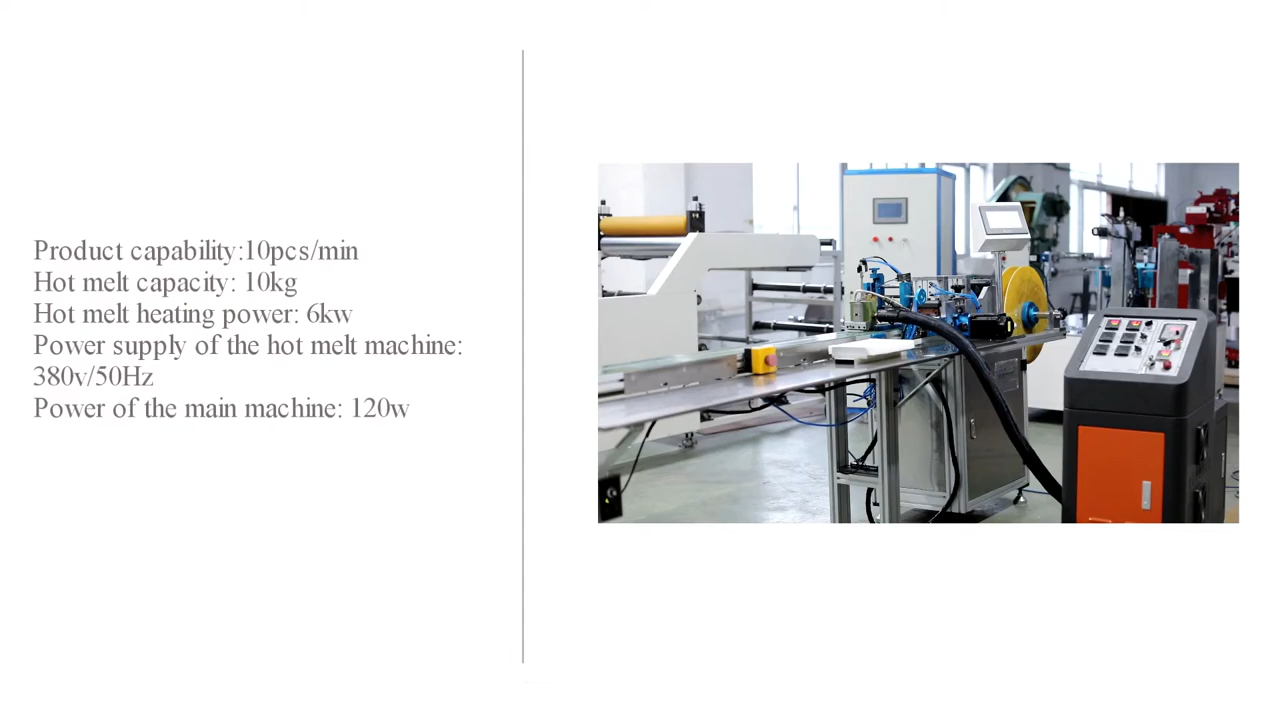 Product capability:10pcs/min
Hot melt capacity: 10kg
Hot melt heating power: 6kw
Power supply of the hot melt machine:
380v/50Hz
Power of the main machine: 120w